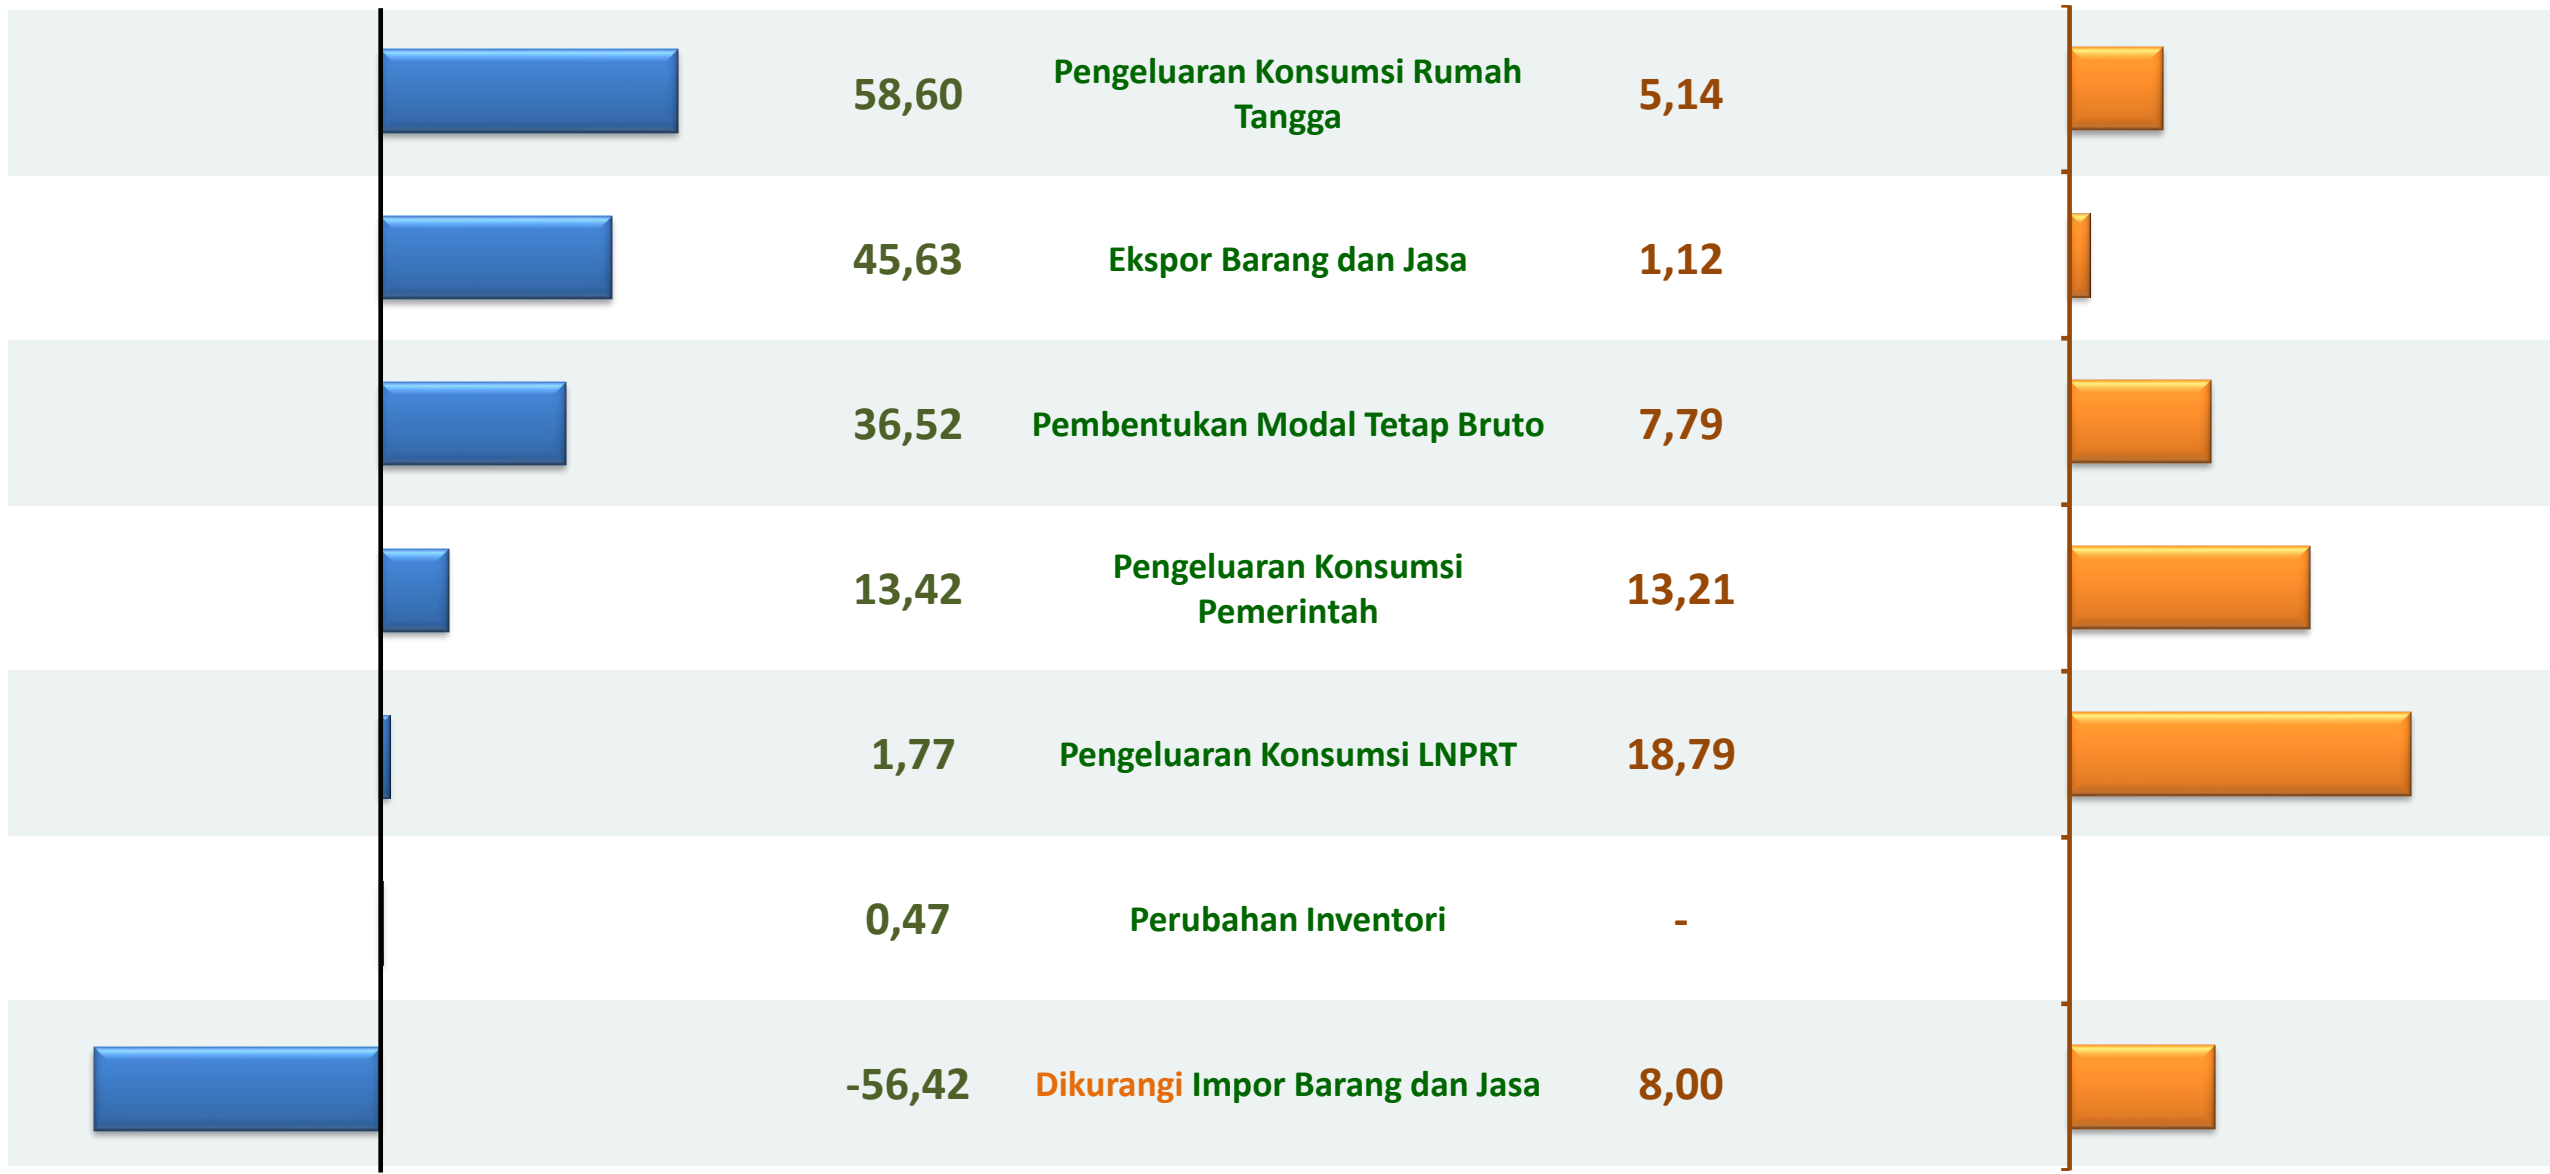 58,60 Pengeluaran Konsumsi Rumah 5,14
Tangga
45,63 Ekspor Barang dan Jasa 1,12
36,52 Pembentukan Modal Tetap Bruto 7,79
13,42 Pengeluaran Konsumsi 13,21
Pemerintah
1,77 Pengeluaran Konsumsi LNPRT 18,79
0,47 Perubahan Inventori -
-56,42 Dikurangi Impor Barang dan Jasa 8,00